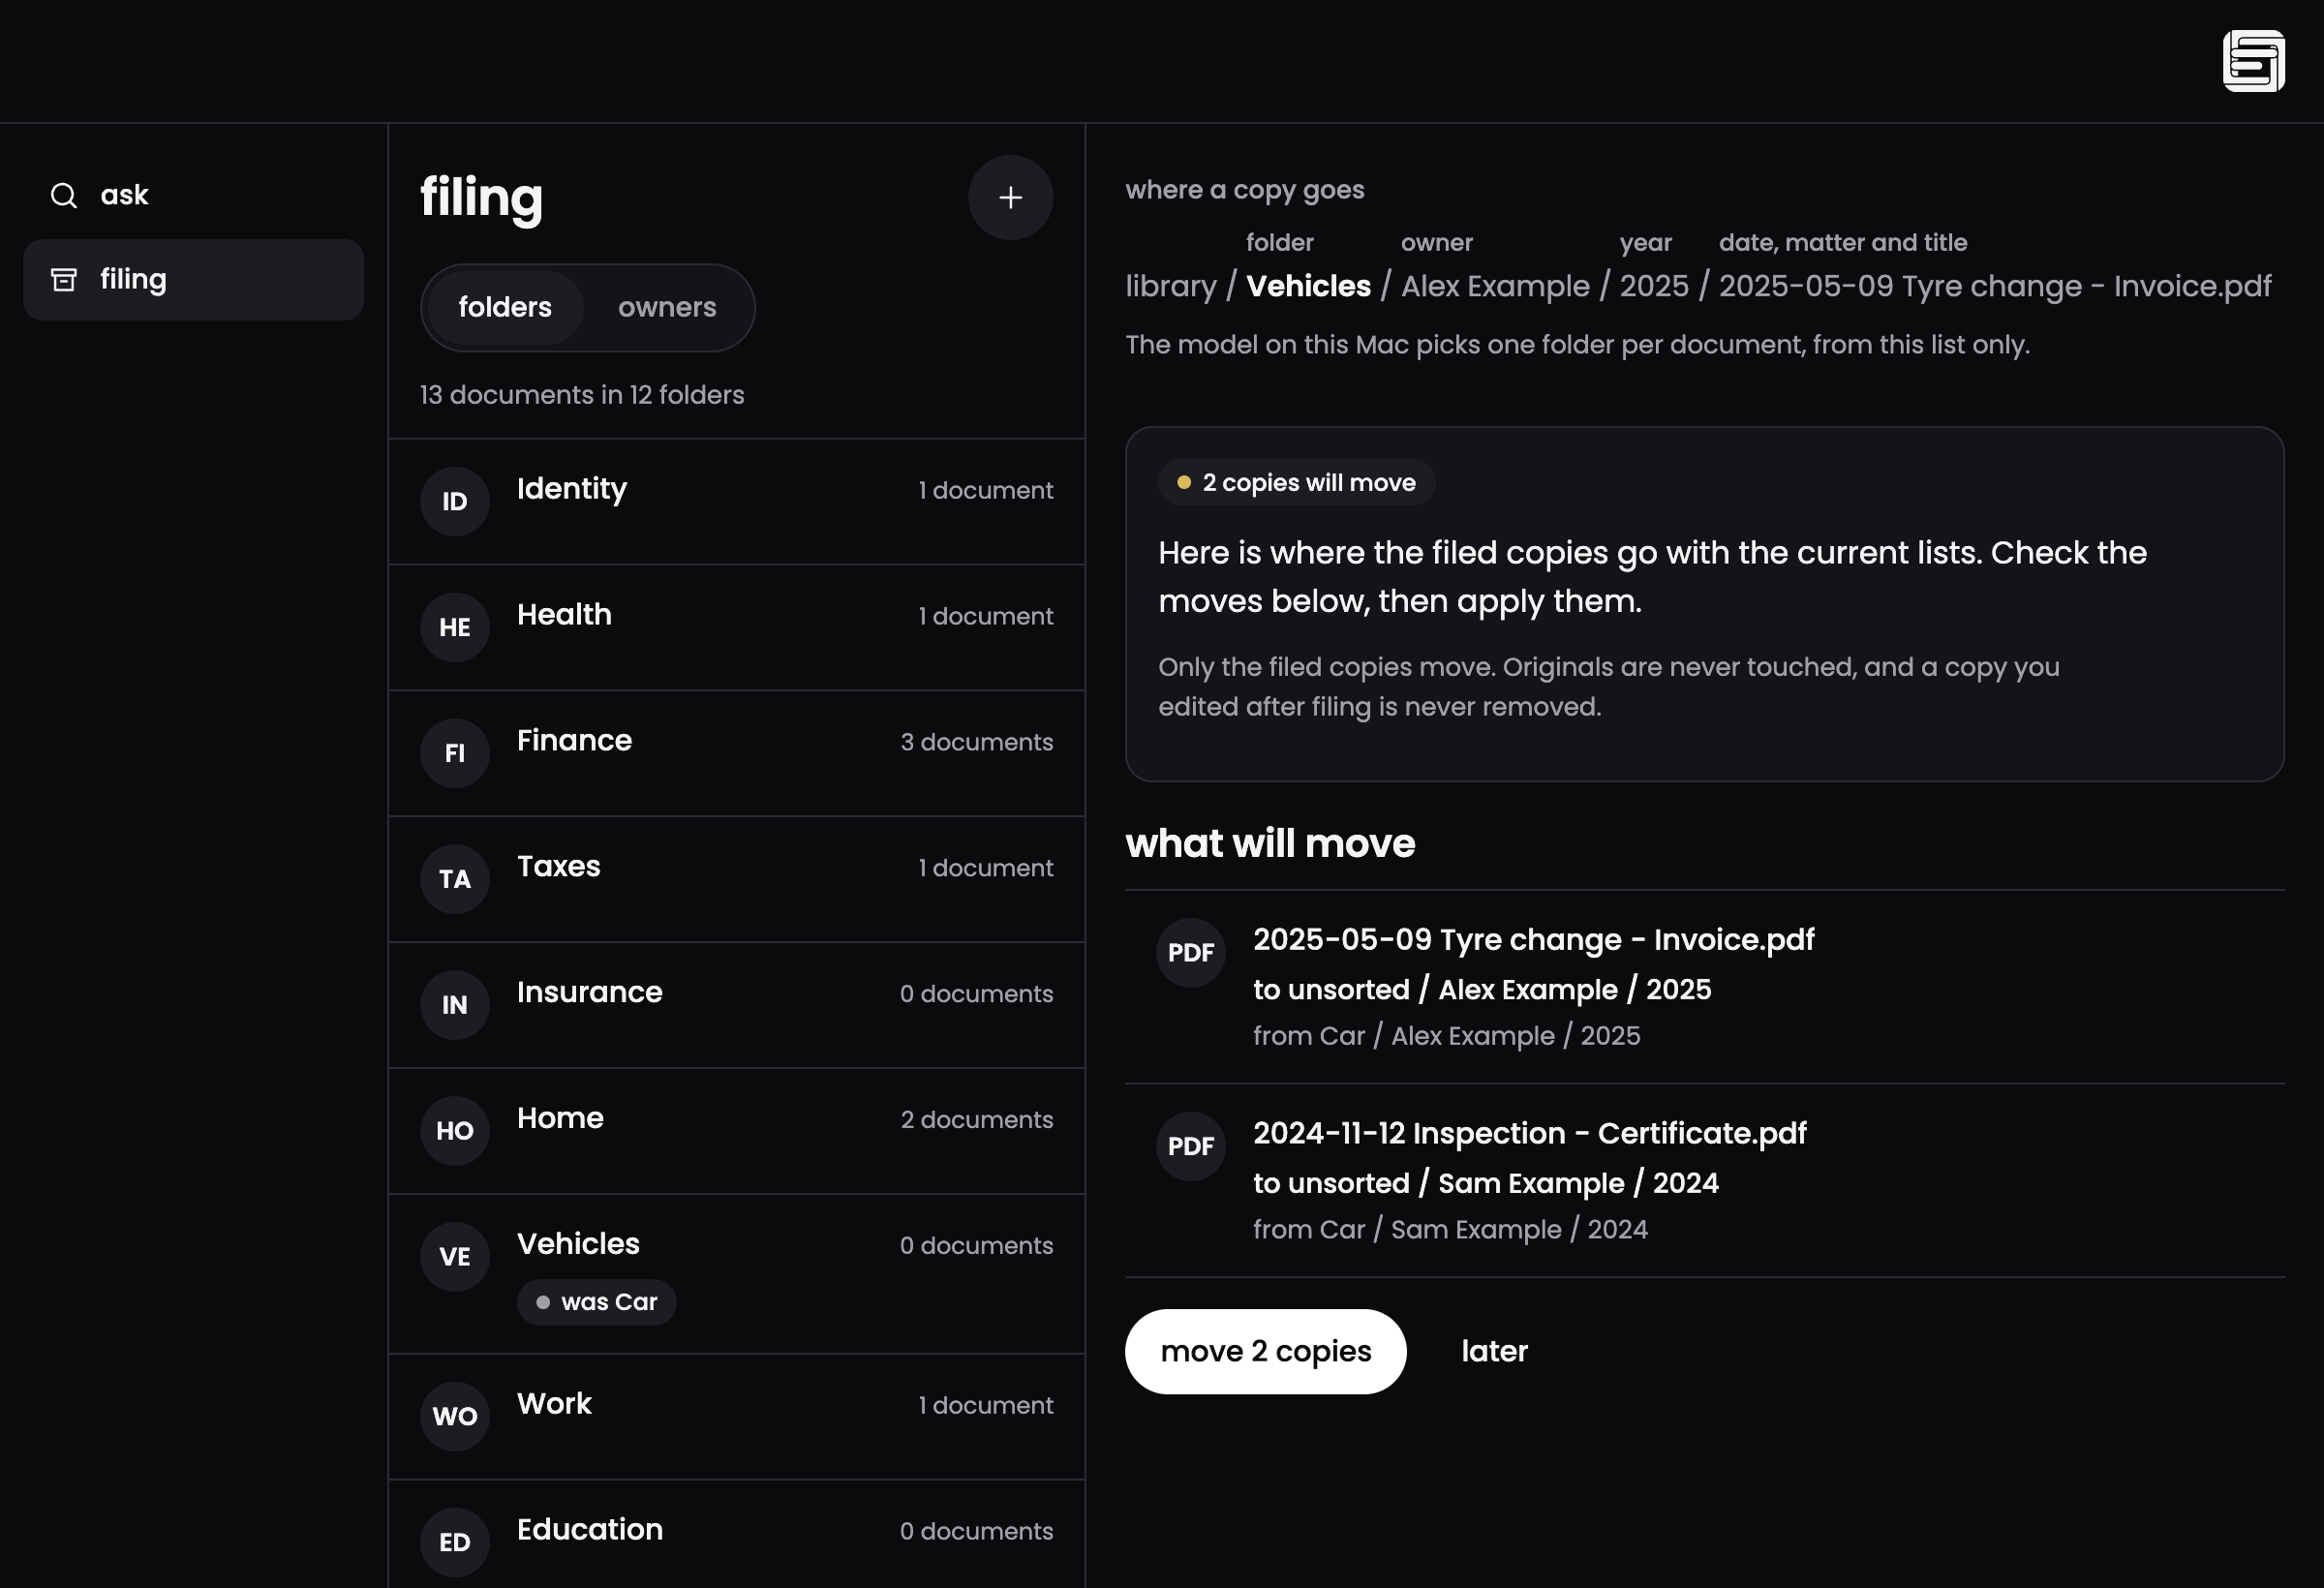 ask
filing
filing
+
folders owners
13 documents in 12 folders
ID Identity 1 document
HE Health 1 document
FI Finance 3 documents
TA Taxes 1 document
IN Insurance 0 documents
HO Home 2 documents
VE Vehicles 0 documents
was Car
WO Work 1 document
ED Education 0 documents
where a copy goes
folder owner year date, matter and title
library / Vehicles / Alex Example / 2025 / 2025-05-09 Tyre change - Invoice.pdf
The model on this Mac picks one folder per document, from this list only.
2 copies will move
Here is where the filed copies go with the current lists. Check the
moves below, then apply them.
Only the filed copies move. Originals are never touched, and a copy you
edited after filing is never removed.
what will move
PDF 2025-05-09 Tyre change - Invoice.pdf
to unsorted / Alex Example / 2025
from Car / Alex Example / 2025
PDF 2024-11-12 Inspection - Certificate.pdf
to unsorted / Sam Example / 2024
from Car / Sam Example / 2024
move 2 copies later